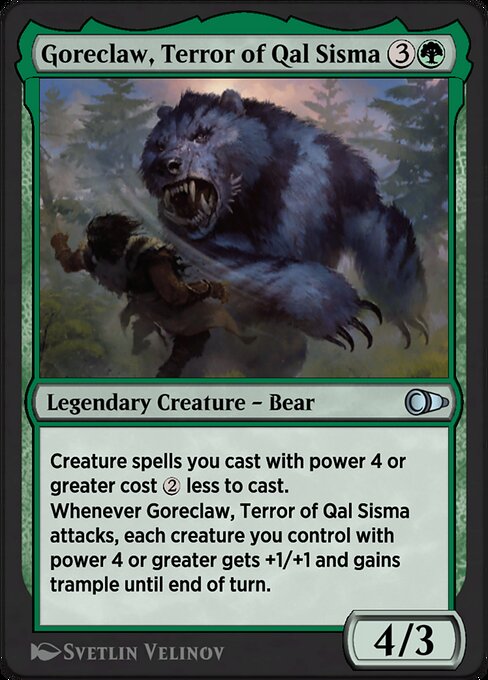 Goreclaw, Terror of Qal Sisma 3
Legendary Creature – Bear
Creature spells you cast with power 4 or
greater cost 2 less to cast.
Whenever Goreclaw, Terror of Qal Sisma
attacks, each creature you control with
power 4 or greater gets +1/+1 and gains
trample until end of turn.
4/3
Svetlin Velinov